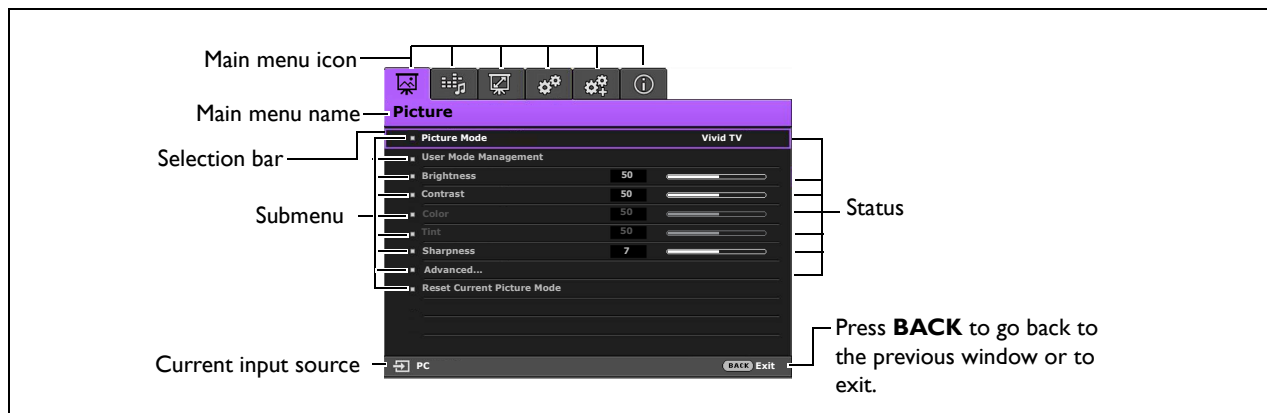 Main menu icon
Main menu name
Picture
Selection bar
Picture Mode Vivid TV
User Mode Management
Brightness 50
Contrast 50
Submenu
Color 50
Status
Tint 50
Sharpness 7
Advanced...
Reset Current Picture Mode
Press BACK to go back to
the previous window or to
exit.
Current input source
PC
BACK Exit